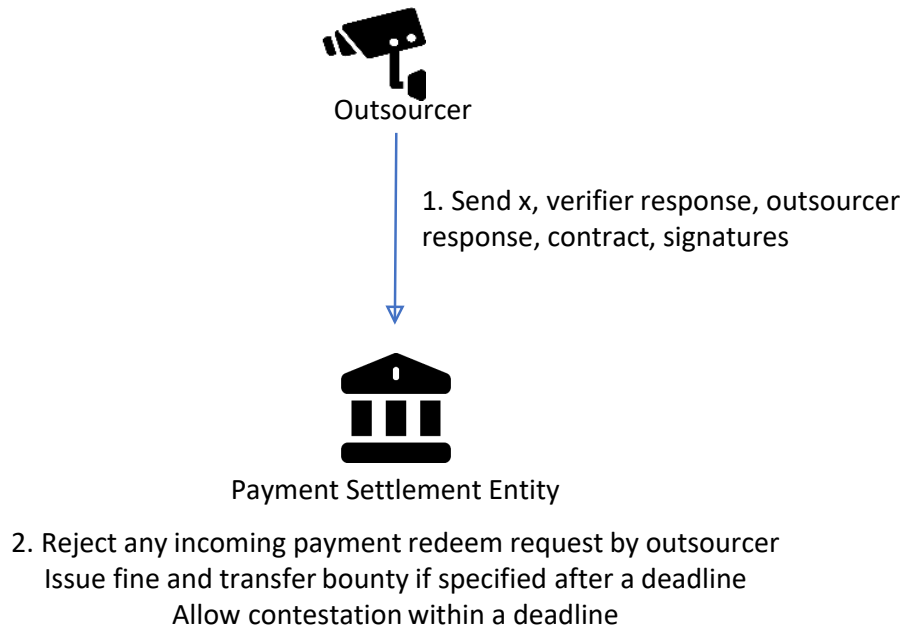 Outsourcer
1. Send x, verifier response, outsourcer
response, contract, signatures
Payment Settlement Entity
2. Reject any incoming payment redeem request by outsourcer
Issue fine and transfer bounty if specified after a deadline
Allow contestation within a deadline